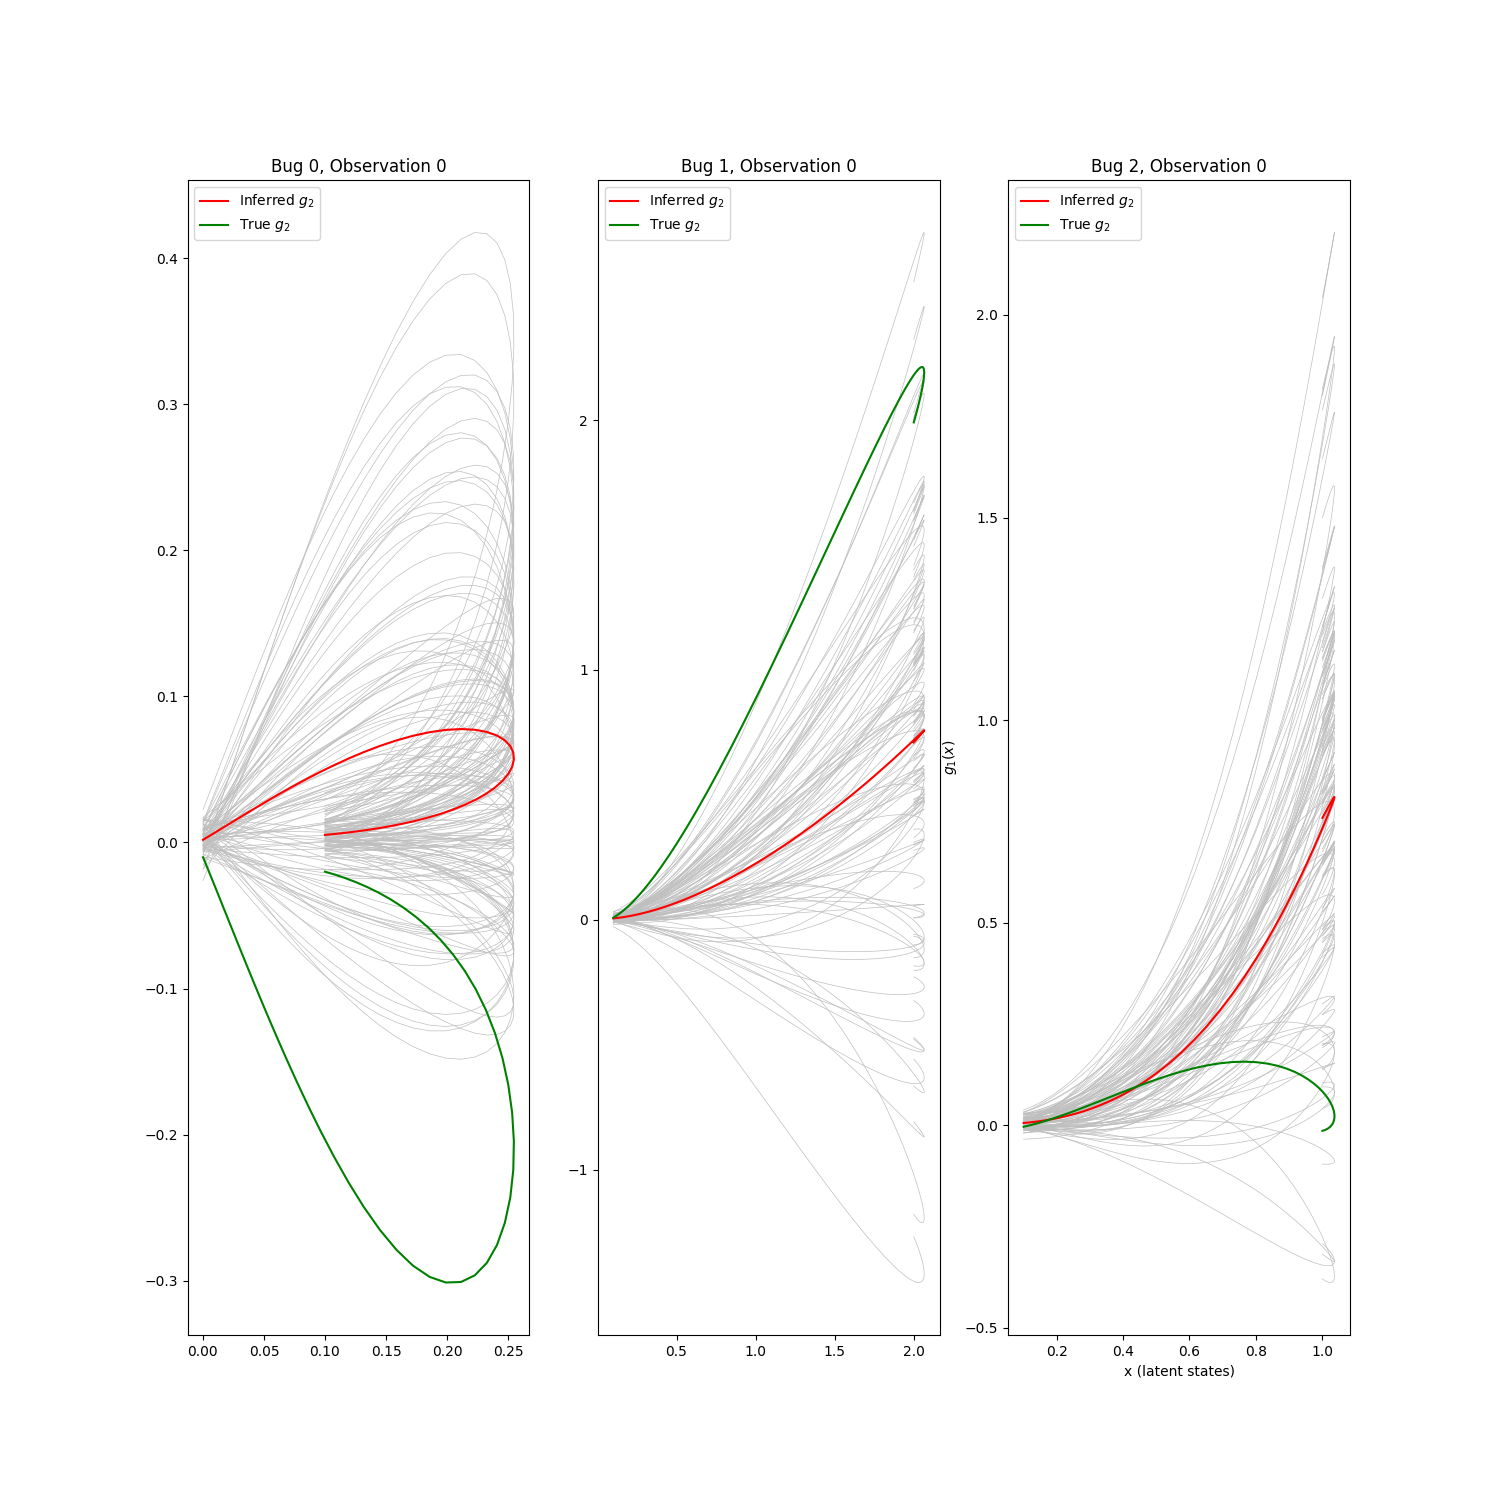 Bug 0, Observation 0
Inferred g₂
True g₂
0.4
0.3
0.2
0.1
0.0
−0.1
−0.2
−0.3
0.00 0.05 0.10 0.15 0.20 0.25
Bug 1, Observation 0
Inferred g₂
True g₂
2
1
0
−1
0.5 1.0 1.5 2.0
Bug 2, Observation 0
Inferred g₂
True g₂
g₁(x)
2.0
1.5
1.0
0.5
0.0
−0.5
0.2 0.4 0.6 0.8 1.0
x (latent states)